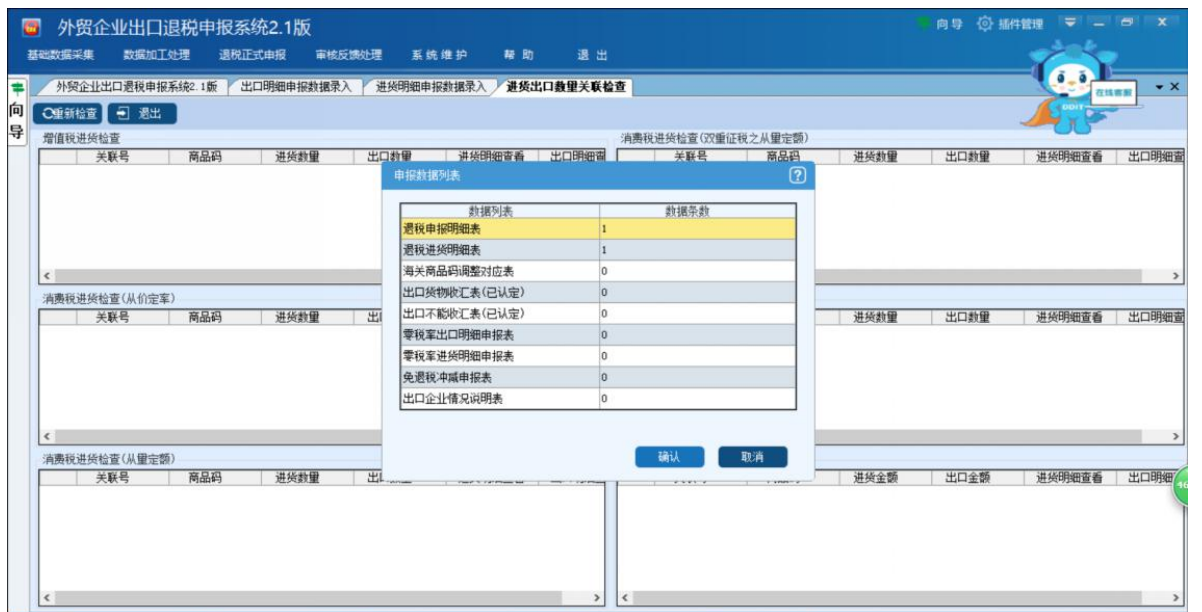 外贸企业出口退税申报系统2.1版
向导 插件管理
基础数据采集 数据加工处理 退税正式申报 审核反馈处理 系统维护 帮助 退出
外贸企业出口退税申报系统2.1版 出口明细申报数据录入 进货明细申报数据录入 进货出口数量关联检查
在线客服
向导
重新检查 退出
增值税进货检查 消费税进货检查(双重征税之从量定额)
关联号 商品码 进货数量 出口数量 进货明细查看 出口明细查 关联号 商品码 进货数量 出口数量 进货明细查看 出口明细查
申报数据列表
数据列表 数据条数
退税申报明细表 1
退税进货明细表 1
海关商品码调整对应表 0
出口货物收汇表(已认定) 0
出口不能收汇表(已认定) 0
零税率出口明细申报表 0
零税率进货明细申报表 0
免退税冲减申报表 0
出口企业情况说明表 0
确认 取消
消费税进货检查(从价定率)
关联号 商品码 进货数量 进货数量 出口数量 进货明细查看 出口明细查
消费税进货检查(从量定额)
关联号 商品码 进货数量 进货金额 出口金额 进货明细查看 出口明细
46